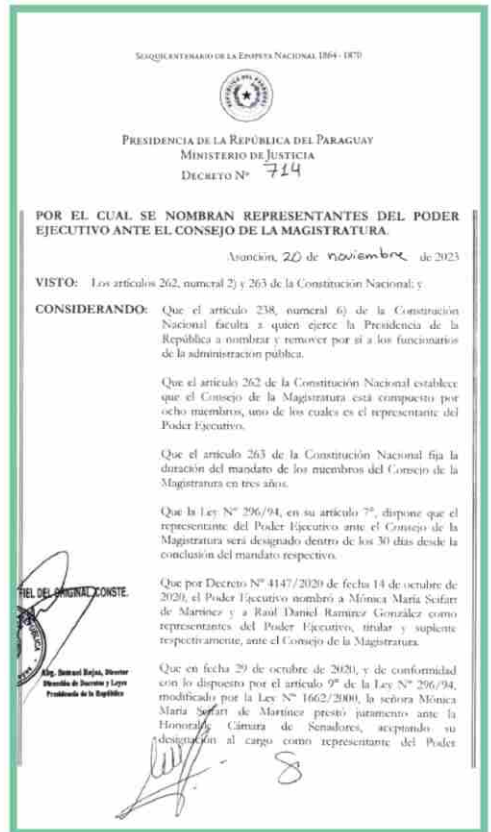 SESQUICENTENARIO DE LA EPOPEYA NACIONAL 1864 - 1870
REPÚBLICA DEL PARAGUAY
PRESIDENCIA DE LA REPÚBLICA DEL PARAGUAY
MINISTERIO DE JUSTICIA
DECRETO Nº 714
POR EL CUAL SE NOMBRAN REPRESENTANTES DEL PODER
EJECUTIVO ANTE EL CONSEJO DE LA MAGISTRATURA.
Asunción, 20 de noviembre de 2023
VISTO: Los artículos 262, numeral 2) y 263 de la Constitución Nacional; y
CONSIDERANDO: Que el artículo 238, numeral 6) de la Constitución
Nacional faculta a quien ejerce la Presidencia de la
República a nombrar y remover por sí a los funcionarios
de la administración pública.
Que el artículo 262 de la Constitución Nacional establece
que el Consejo de la Magistratura está compuesto por
ocho miembros, uno de los cuales es el representante del
Poder Ejecutivo.
Que el artículo 263 de la Constitución Nacional fija la
duración del mandato de los miembros del Consejo de la
Magistratura en tres años.
Que la Ley Nº 296/94, en su artículo 7º, dispone que el
representante del Poder Ejecutivo ante el Consejo de la
Magistratura será designado dentro de los 30 días desde la
conclusión del mandato respectivo.
Que por Decreto Nº 4147/2020 de fecha 14 de octubre de
2020, el Poder Ejecutivo nombró a Mónica María Seifart
de Martínez y a Raúl Daniel Ramírez González como
representantes del Poder Ejecutivo, titular y suplente
respectivamente, ante el Consejo de la Magistratura.
Que en fecha 29 de octubre de 2020, y de conformidad
con lo dispuesto por el artículo 9º de la Ley Nº 296/94,
modificado por la Ley Nº 1662/2000, la señora Mónica
María Seifart de Martínez prestó juramento ante la
Honorable Cámara de Senadores, aceptando su
designación al cargo como representante del Poder
FIEL DEL ORIGINAL. CONSTE.
Abg. Rojas, Director
Dirección de Decretos y Leyes
Presidencia de la República